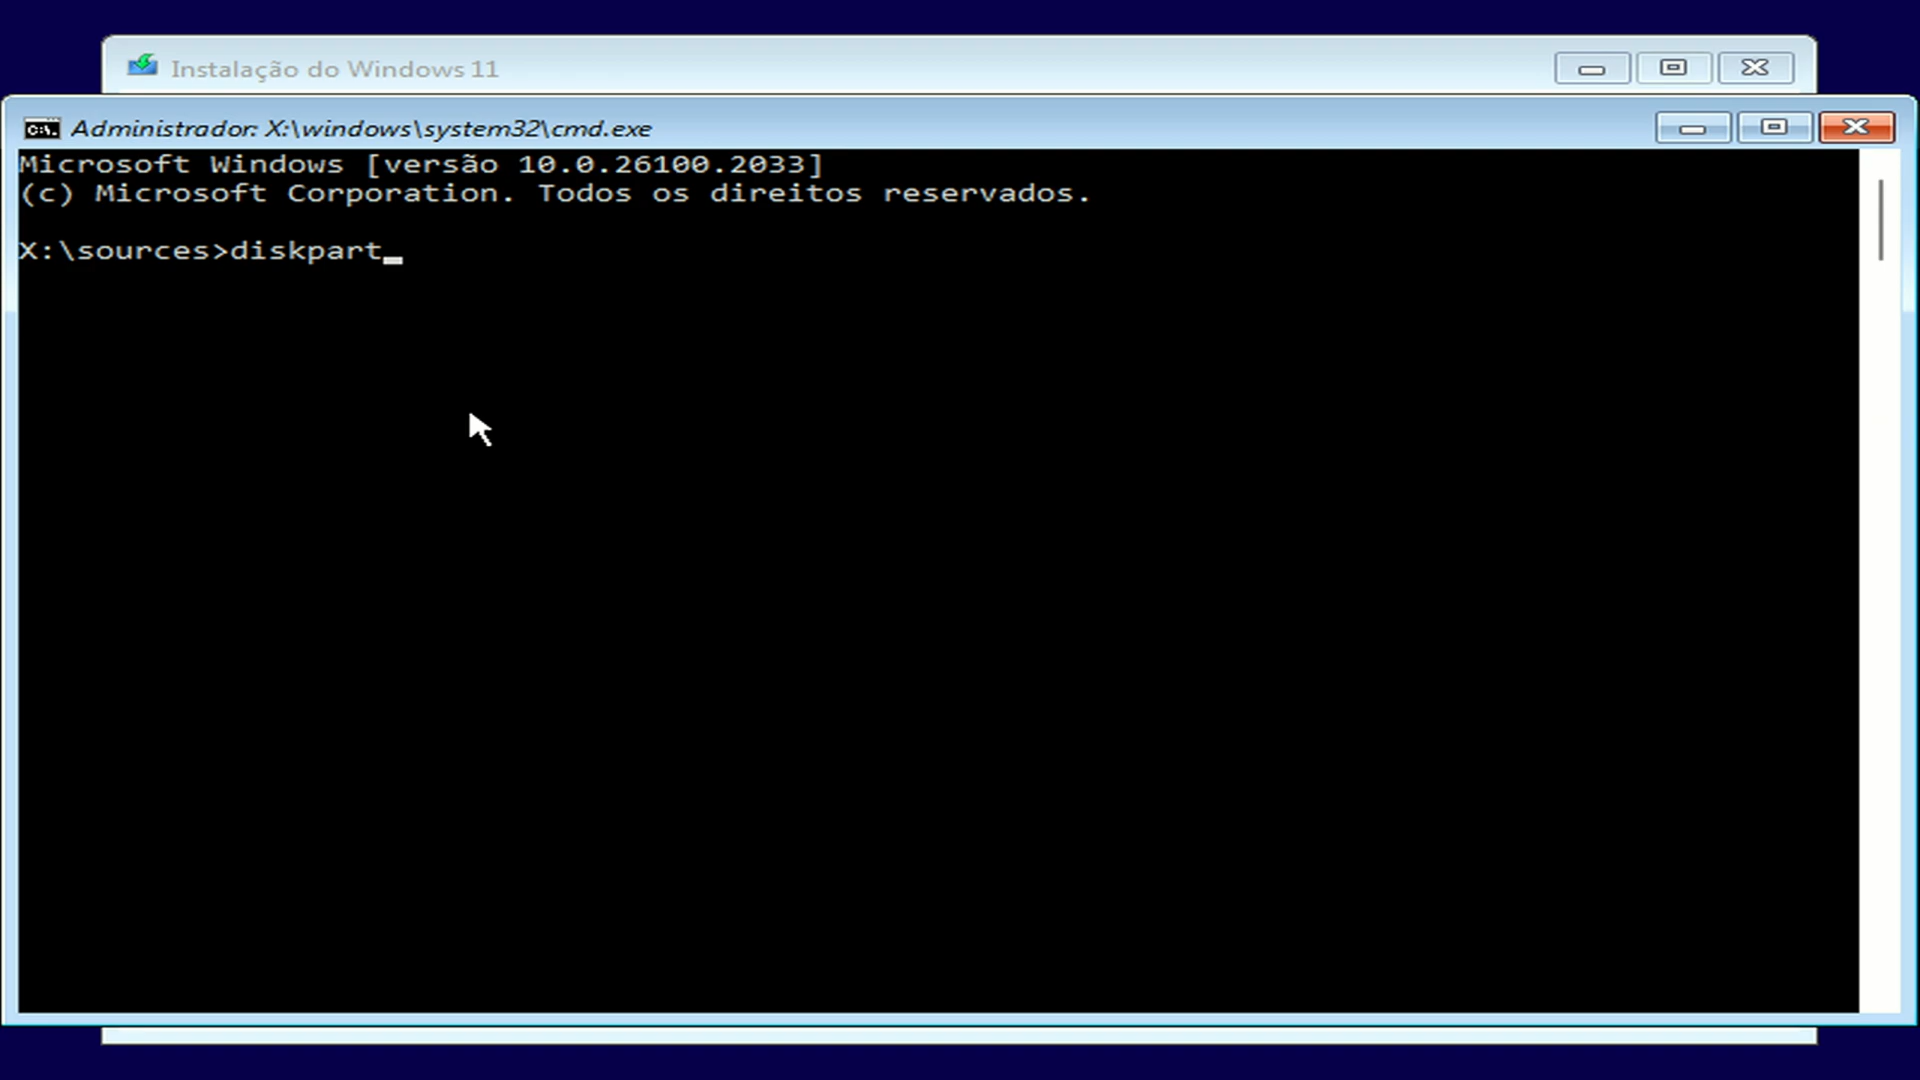 Instalação do Windows 11
Administrador: X:\windows\system32\cmd.exe
Microsoft Windows [versão 10.0.26100.2033]
(c) Microsoft Corporation. Todos os direitos reservados.
X:\sources>diskpart